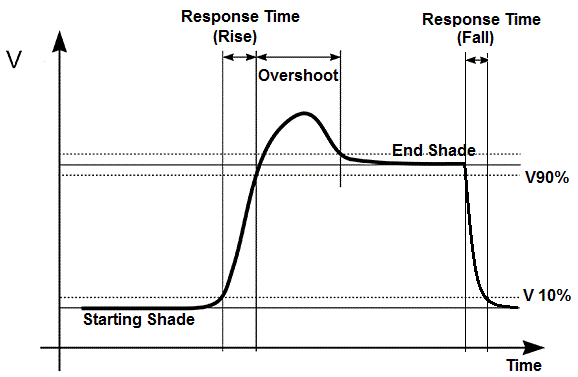 Response Time
(Rise)
Response Time
(Fall)
V
Overshoot
End Shade
V90%
V 10%
Starting Shade
Time